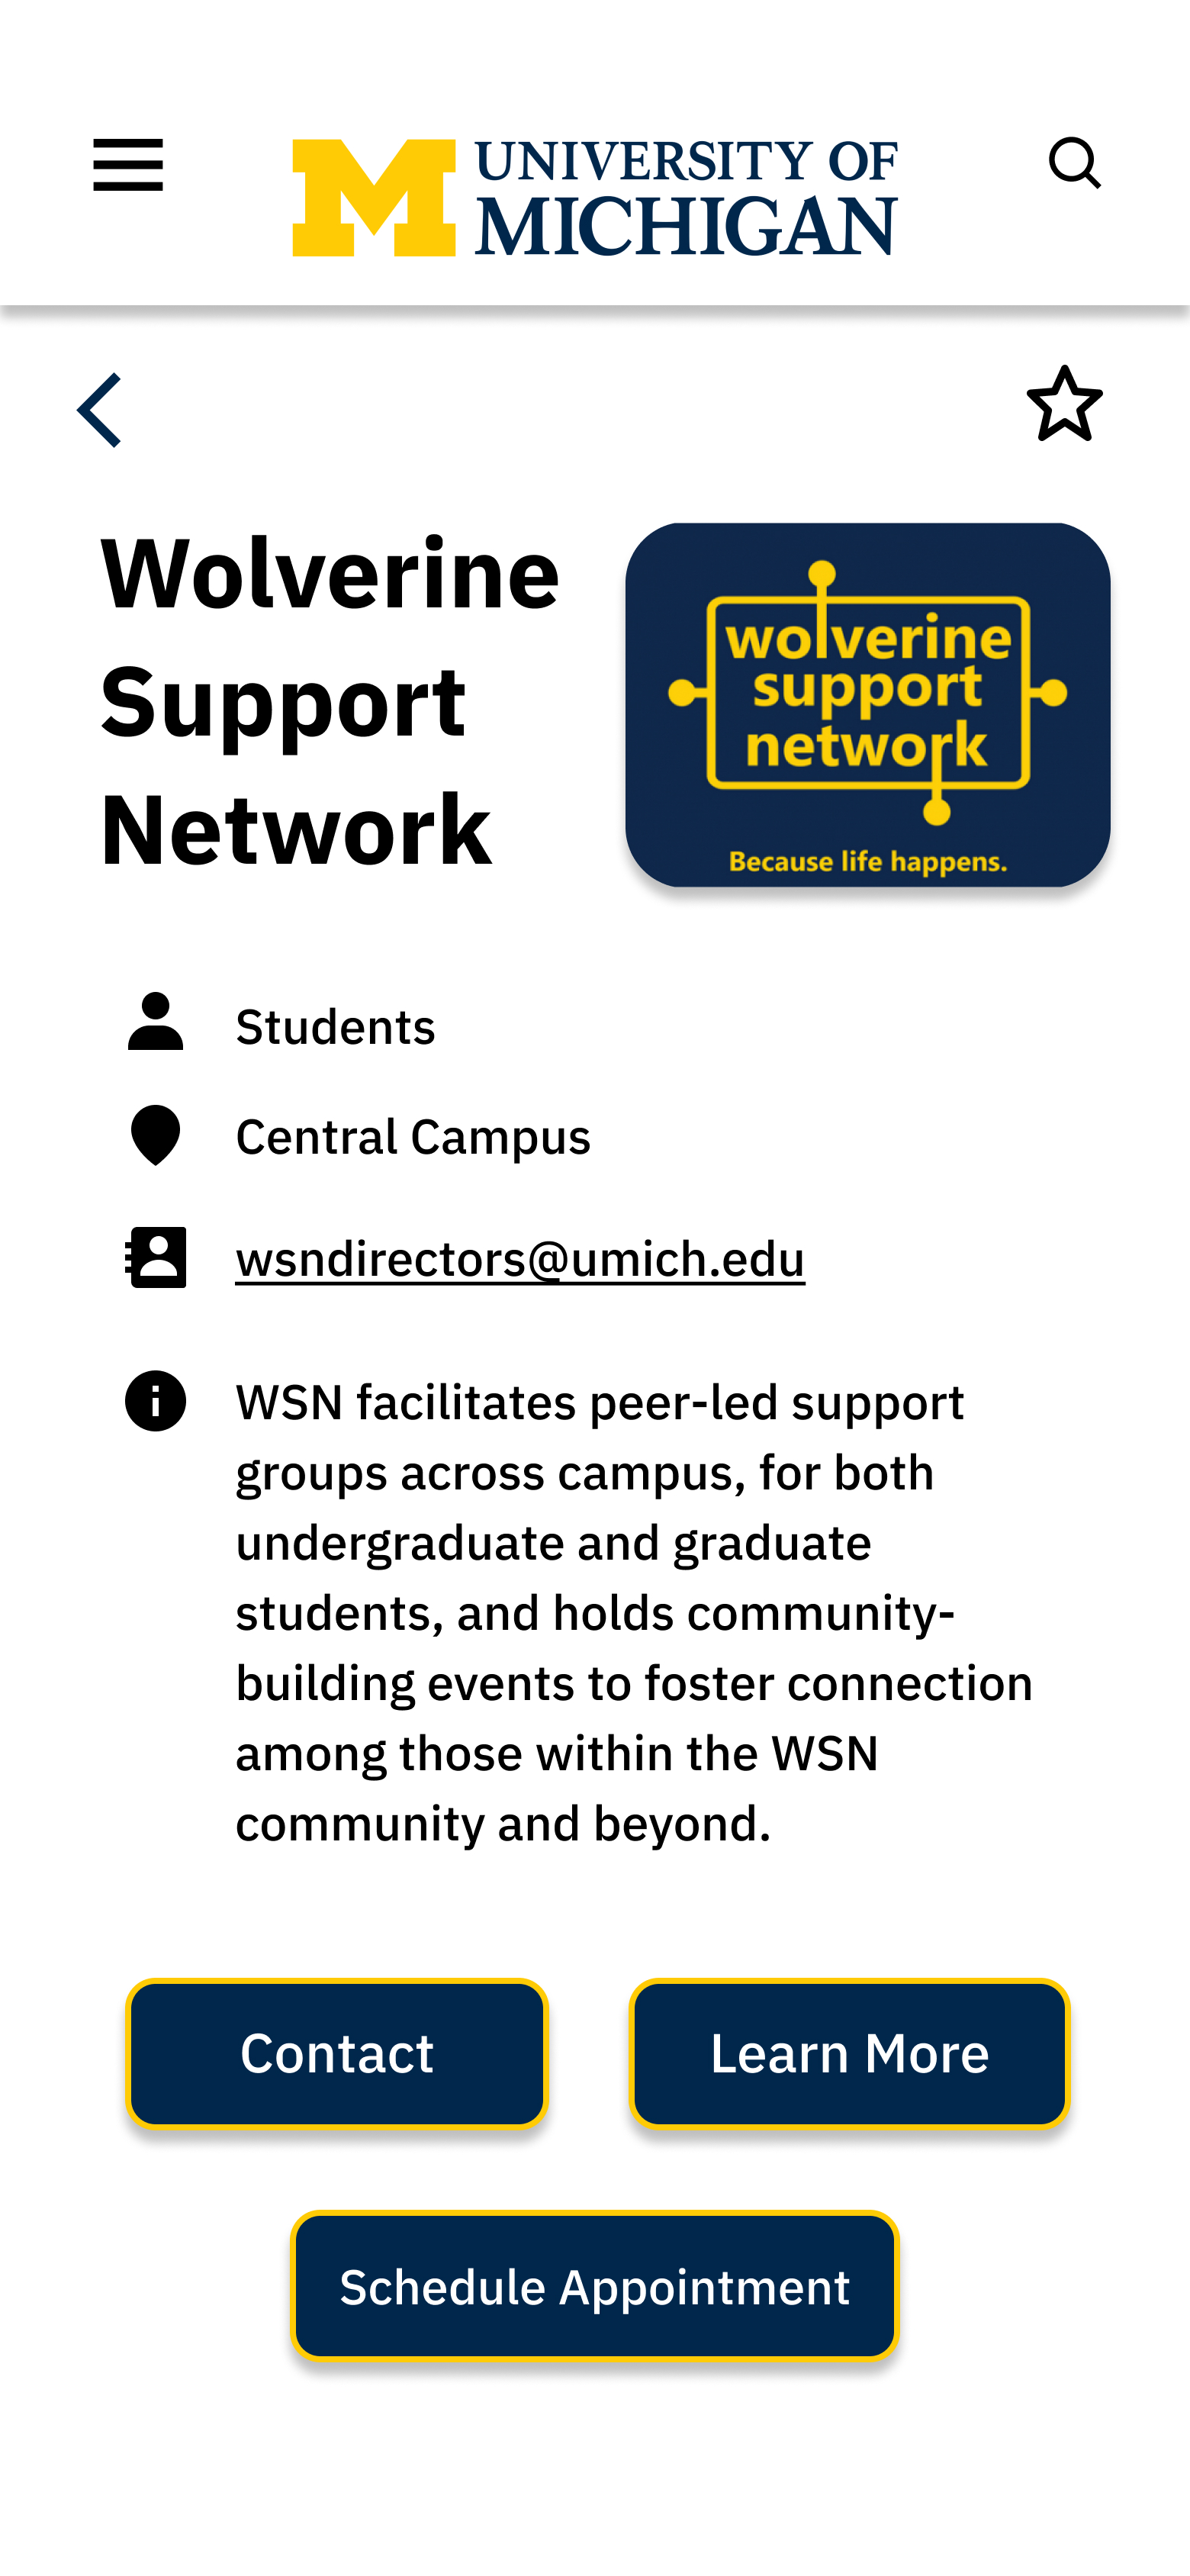 UNIVERSITY OF
MICHIGAN
Wolverine
Support
Network
wolverine
support
network
Because life happens.
Students
Central Campus
wsndirectors@umich.edu
WSN facilitates peer-led support
groups across campus, for both
undergraduate and graduate
students, and holds community-
building events to foster connection
among those within the WSN
community and beyond.
Contact
Learn More
Schedule Appointment